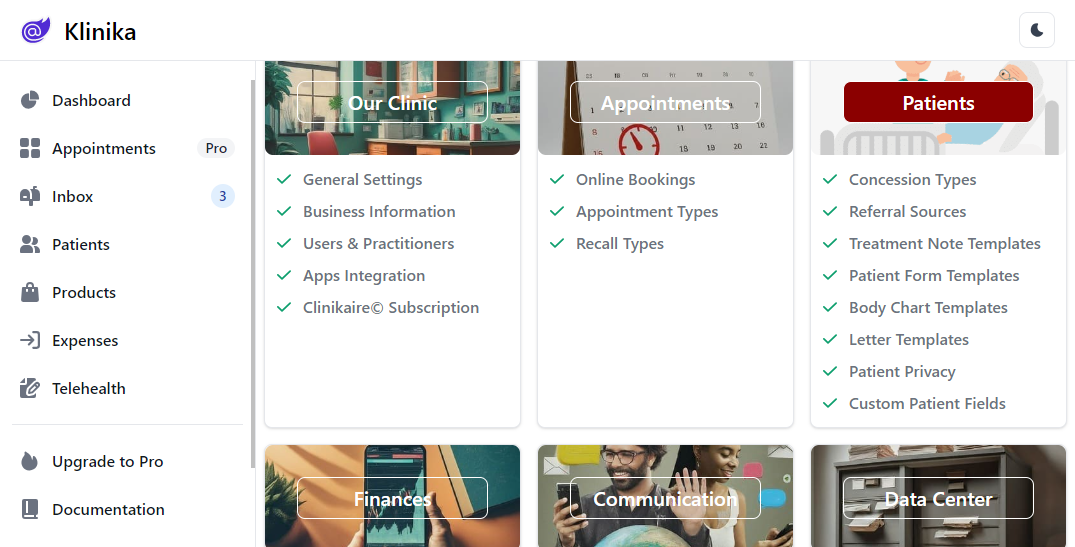 Klinika
Dashboard
Appointments Pro
Inbox 3
Patients
Products
Expenses
Telehealth
Upgrade to Pro
Documentation
Our Clinic
General Settings
Business Information
Users & Practitioners
Apps Integration
Clinikaire© Subscription
Appointments
Online Bookings
Appointment Types
Recall Types
Patients
Concession Types
Referral Sources
Treatment Note Templates
Patient Form Templates
Body Chart Templates
Letter Templates
Patient Privacy
Custom Patient Fields
Finances
Communication
Data Center